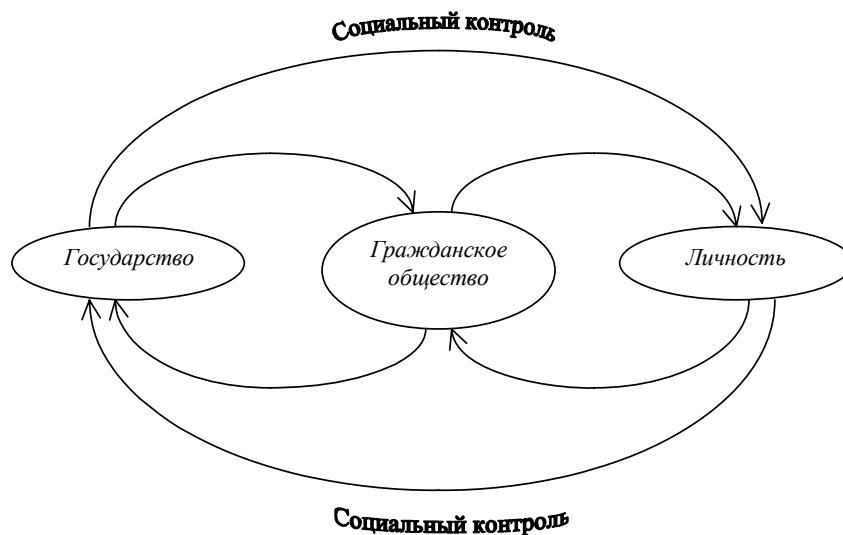 Социальный контроль
Государство
Гражданское
общество
Личность
Социальный контроль